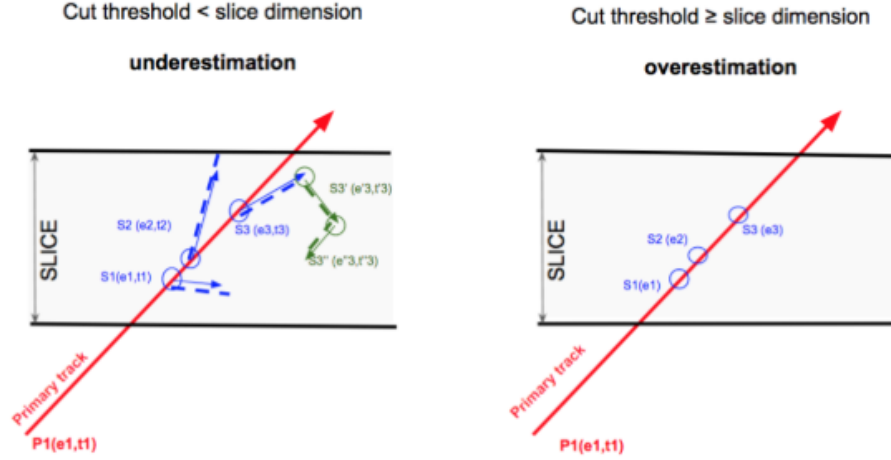 Cut threshold < slice dimension
underestimation
SLICE
S2 (e2,t2)
S1(e1,t1)
S3 (e3,t3)
S3' (e'3,t'3)
S3'' (e''3,t''3)
Primary track
P1(e1,t1)
Cut threshold ≥ slice dimension
overestimation
SLICE
S3 (e3)
S2 (e2)
S1(e1)
Primary track
P1(e1,t1)